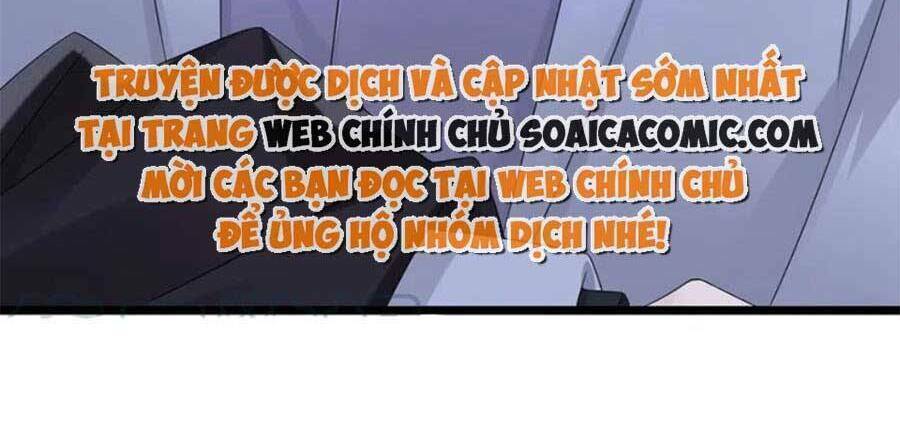 TRUYỆN ĐƯỢC DỊCH VÀ CẬP NHẬT SỚM NHẤT
TẠI TRANG WEB CHÍNH CHỦ SOAICACOMIC.COM
MỜI CÁC BẠN ĐỌC TẠI WEB CHÍNH CHỦ
ĐỂ ỦNG HỘ NHÓM DỊCH NHÉ!